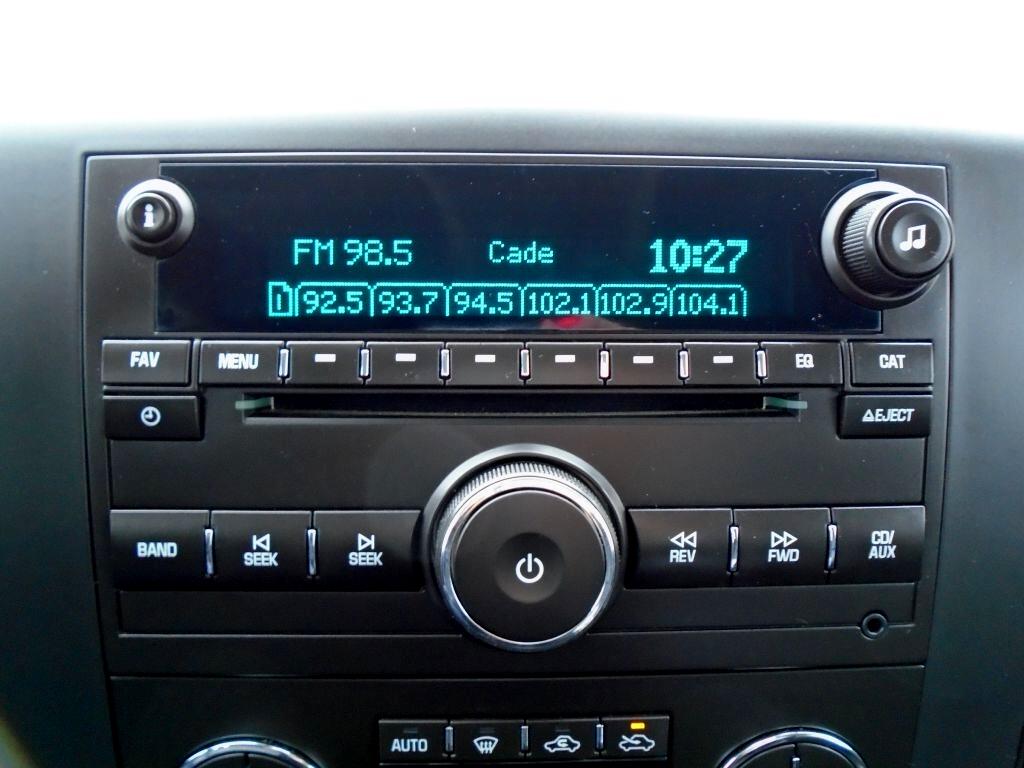 i
FM 98.5 Cade 10:27
1 92.5 93.7 94.5 102.1 102.9 104.1
FAV MENU EQ CAT
EJECT
BAND SEEK SEEK REV FWD CD/
AUX
AUTO